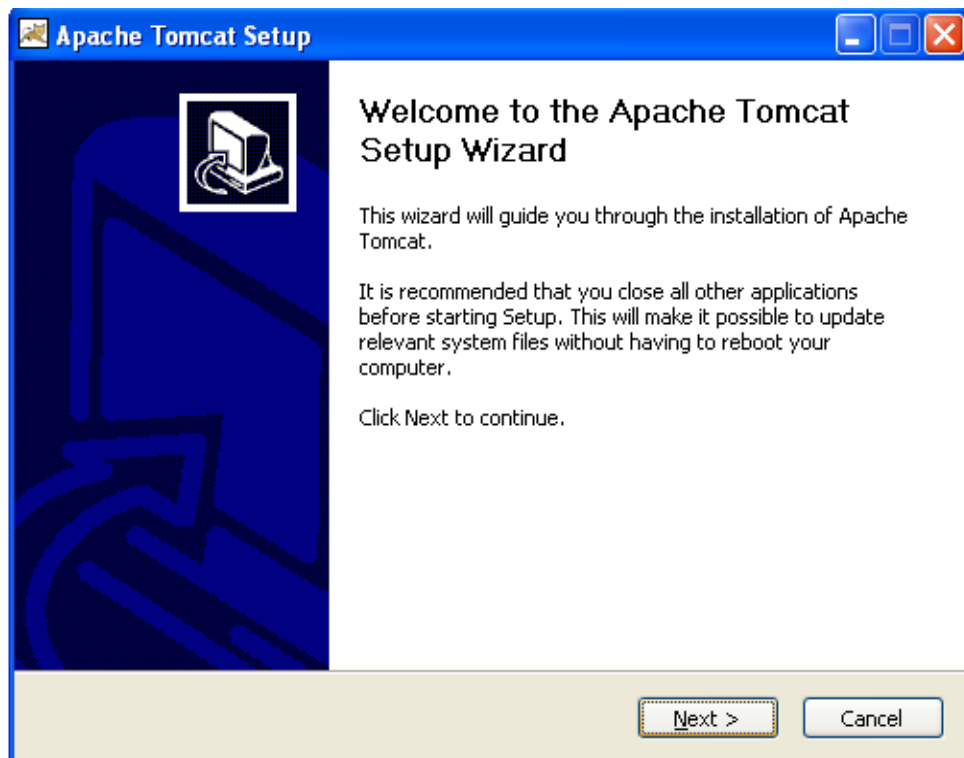 Apache Tomcat Setup
Welcome to the Apache Tomcat
Setup Wizard
This wizard will guide you through the installation of Apache
Tomcat.
It is recommended that you close all other applications
before starting Setup. This will make it possible to update
relevant system files without having to reboot your
computer.
Click Next to continue.
Next >
Cancel